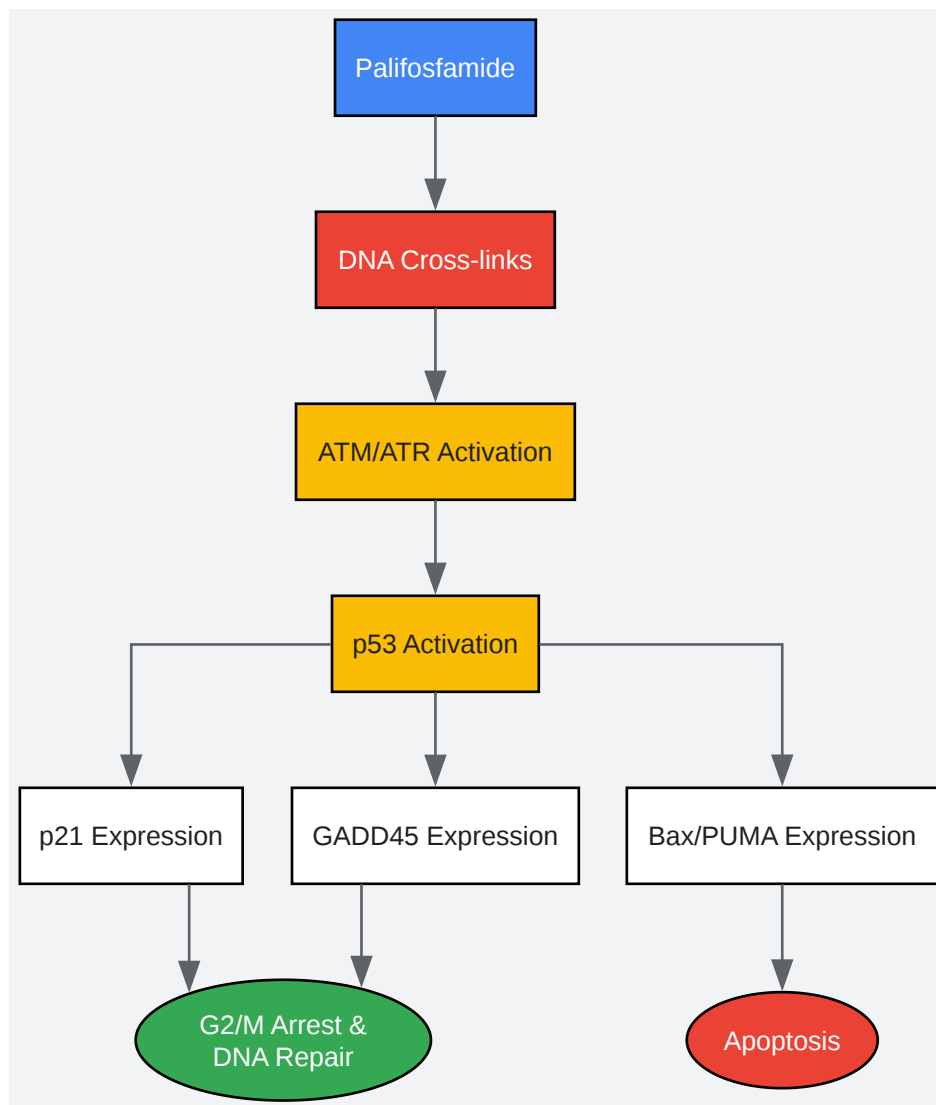 Palifosfamide
DNA Cross-links
ATM/ATR Activation
p53 Activation
p21 Expression
GADD45 Expression
Bax/PUMA Expression
G2/M Arrest &
DNA Repair
Apoptosis